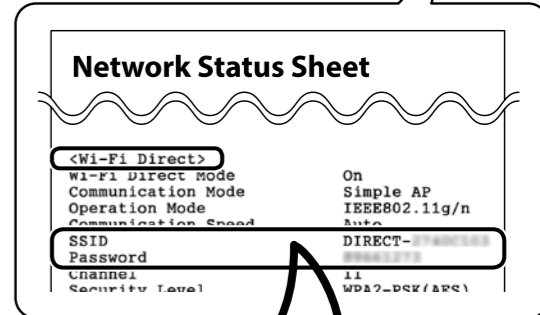 Network Status Sheet
<Wi-Fi Direct>
Wi-Fi Direct Mode On
Communication Mode Simple AP
Operation Mode IEEE802.11g/n
Communication Speed Auto
SSID DIRECT-
Password
Channel 11
Security Level WPA2-PSK(AES)